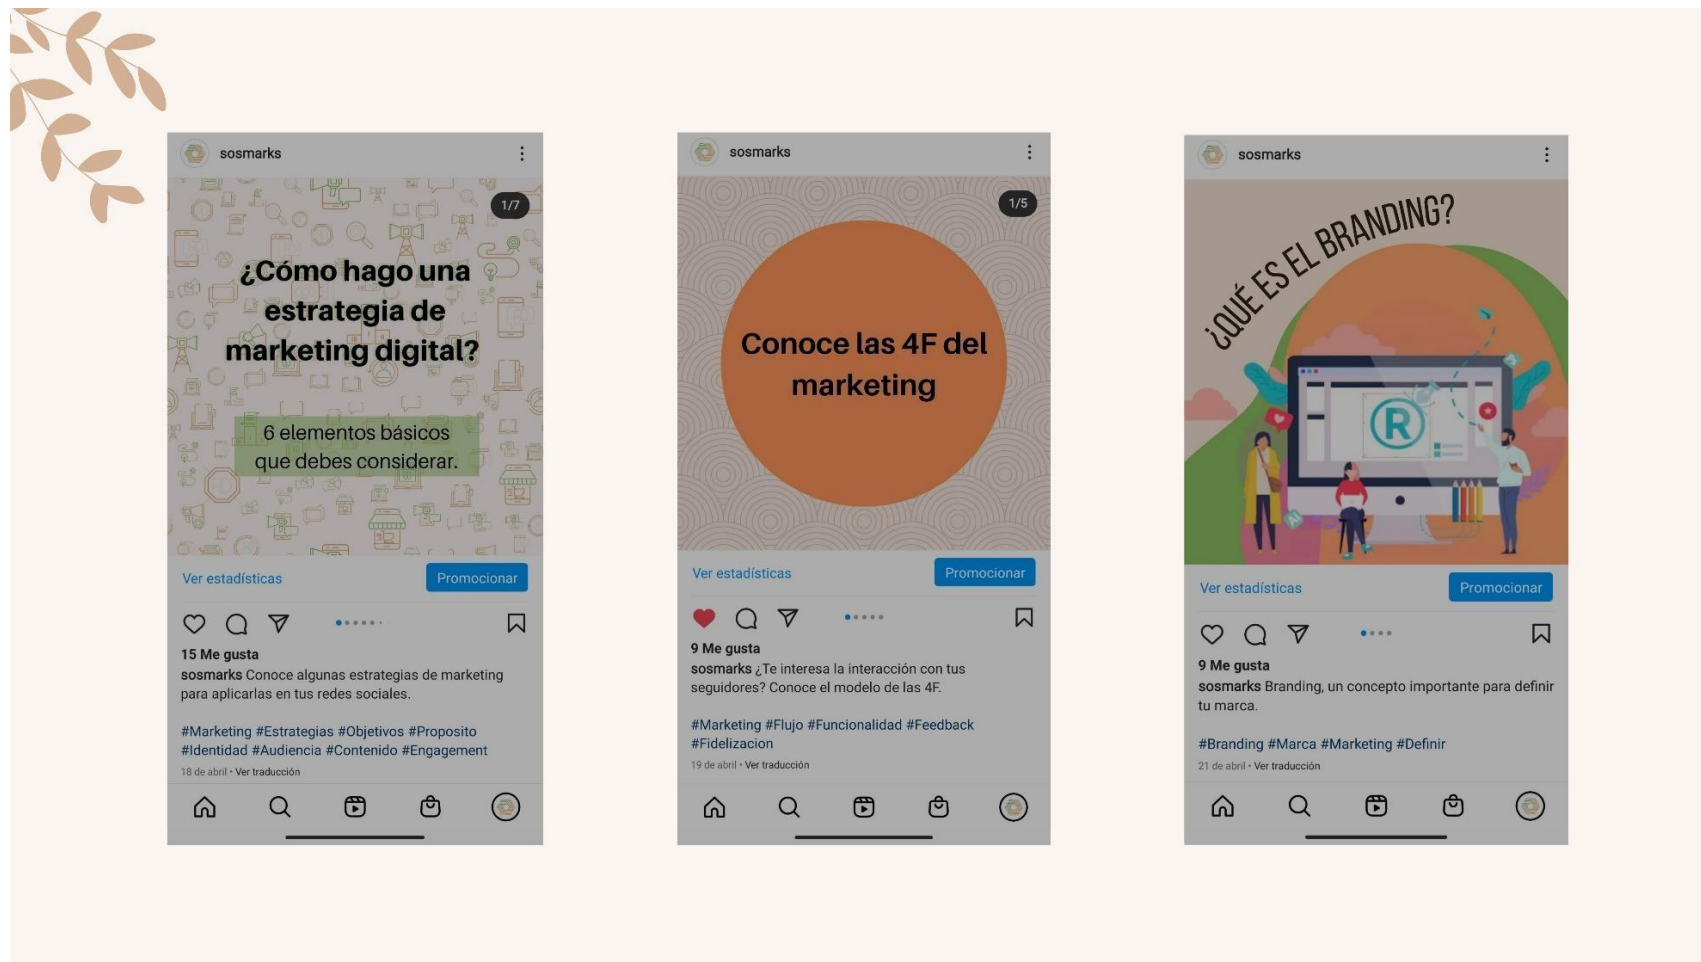 sosmarks
1/7
¿Cómo hago una
estrategia de
marketing digital?
6 elementos básicos
que debes considerar.
Ver estadísticas
Promocionar
15 Me gusta
sosmarks Conoce algunas estrategias de marketing
para aplicarlas en tus redes sociales.
#Marketing #Estrategias #Objetivos #Proposito
#Identidad #Audiencia #Contenido #Engagement
18 de abril • Ver traducción
sosmarks
1/5
Conoce las 4F del
marketing
Ver estadísticas
Promocionar
9 Me gusta
sosmarks ¿Te interesa la interacción con tus
seguidores? Conoce el modelo de las 4F.
#Marketing #Flujo #Funcionalidad #Feedback
#Fidelizacion
19 de abril • Ver traducción
sosmarks
¿QUÉ ES EL BRANDING?
R
Ai
Ver estadísticas
Promocionar
9 Me gusta
sosmarks Branding, un concepto importante para definir
tu marca.
#Branding #Marca #Marketing #Definir
21 de abril • Ver traducción